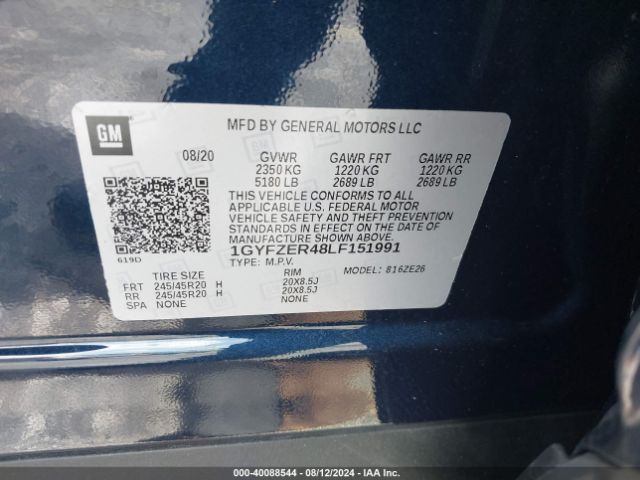 GM
MFD BY GENERAL MOTORS LLC
08/20 GVWR GAWR FRT GAWR RR
2350 KG 1220 KG 1220 KG
5180 LB 2689 LB 2689 LB
THIS VEHICLE CONFORMS TO ALL
APPLICABLE U.S. FEDERAL MOTOR
VEHICLE SAFETY AND THEFT PREVENTION
STANDARDS IN EFFECT ON THE DATE OF
MANUFACTURE SHOWN ABOVE.
619D 1GYFZER48LF151991
TYPE: M.P.V. MODEL: 816ZE26
TIRE SIZE RIM
FRT 245/45R20 H 20X8.5J
RR 245/45R20 H 20X8.5J
SPA NONE NONE
000-40088544 - 08/12/2024 - IAAI.COM